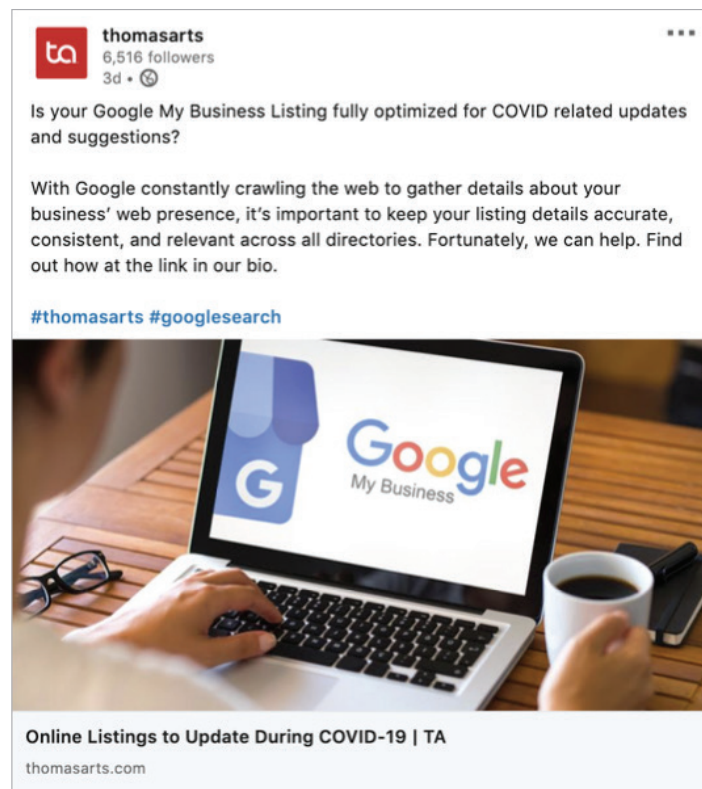 ta
thomasarts
6,516 followers
3d •
Is your Google My Business Listing fully optimized for COVID related updates
and suggestions?
With Google constantly crawling the web to gather details about your
business’ web presence, it’s important to keep your listing details accurate,
consistent, and relevant across all directories. Fortunately, we can help. Find
out how at the link in our bio.
#thomasarts #googlesearch
G
Google
My Business
Online Listings to Update During COVID-19 | TA
thomasarts.com